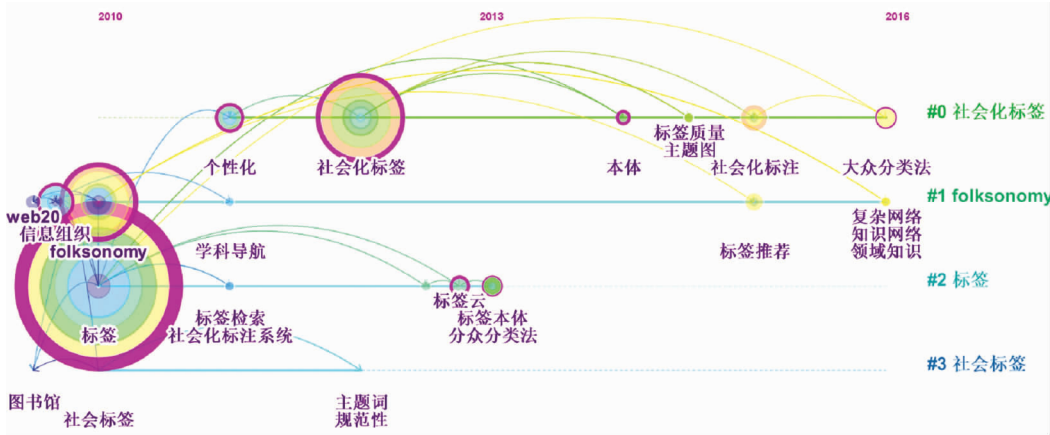 2010
2013
2016
#0 社会化标签
个性化
社会化标签
本体
标签质量
主题图
社会化标注
大众分类法
#1 folksonomy
web20
信息组织
folksonomy
学科导航
标签推荐
复杂网络
知识网络
领域知识
#2 标签
标签
标签检索
社会化标注系统
标签云
标签本体
分众分类法
#3 社会标签
图书馆
社会标签
主题词
规范性